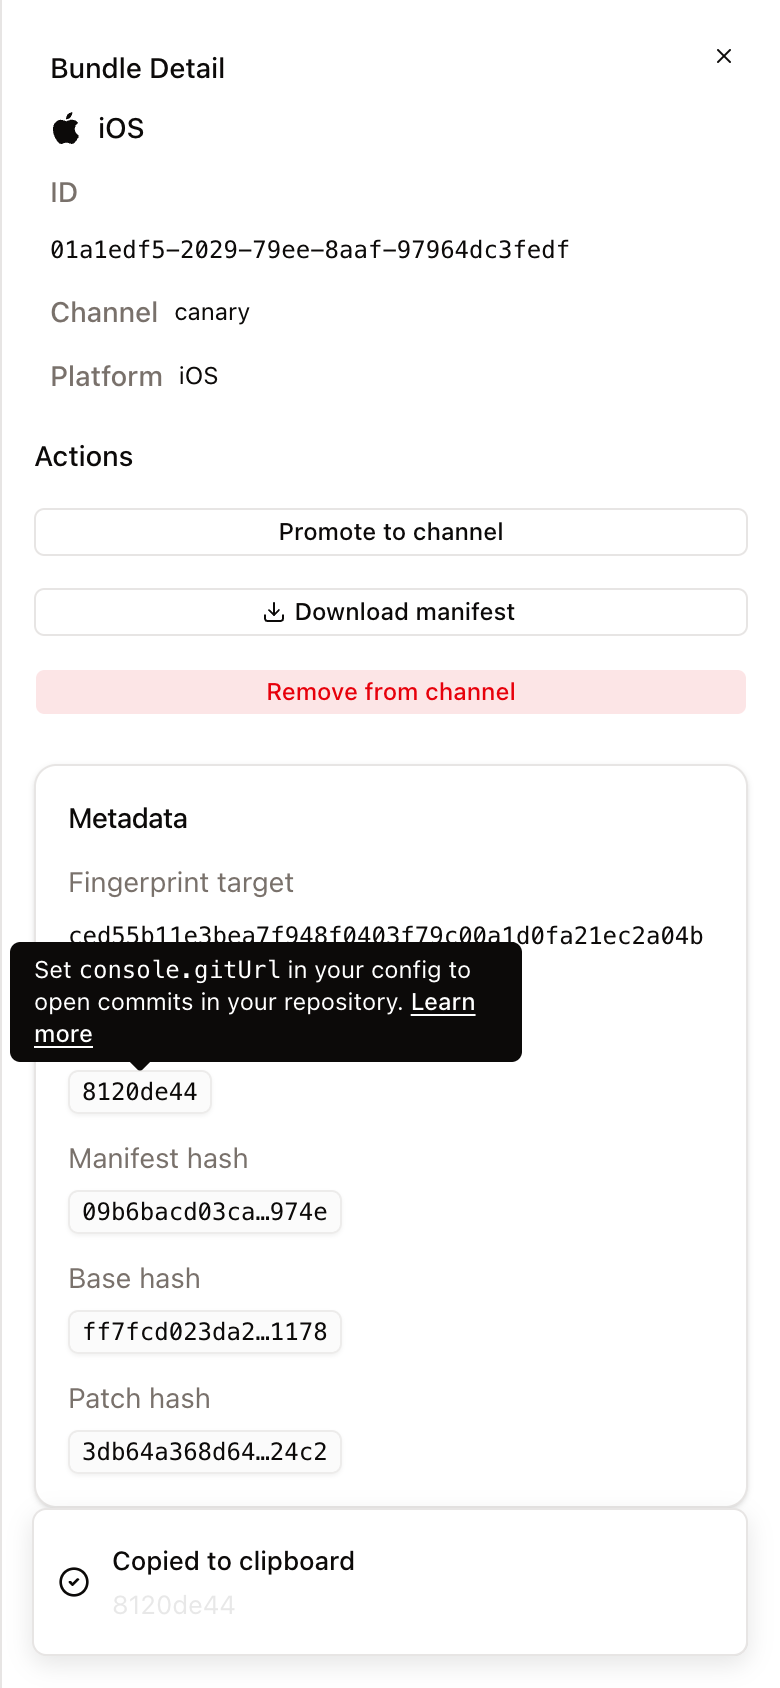 Bundle Detail
iOS
ID
01a1edf5-2029-79ee-8aaf-97964dc3fedf
Channel canary
Platform iOS
Actions
Promote to channel
Download manifest
Remove from channel
Metadata
Fingerprint target
ced55b11e3bea7f948f0403f79c00a1d0fa21ec2a04b
Set console.gitUrl in your config to
open commits in your repository. Learn
more
8120de44
Manifest hash
09b6bacd03ca…974e
Base hash
ff7fcd023da2…1178
Patch hash
3db64a368d64…24c2
Copied to clipboard
8120de44